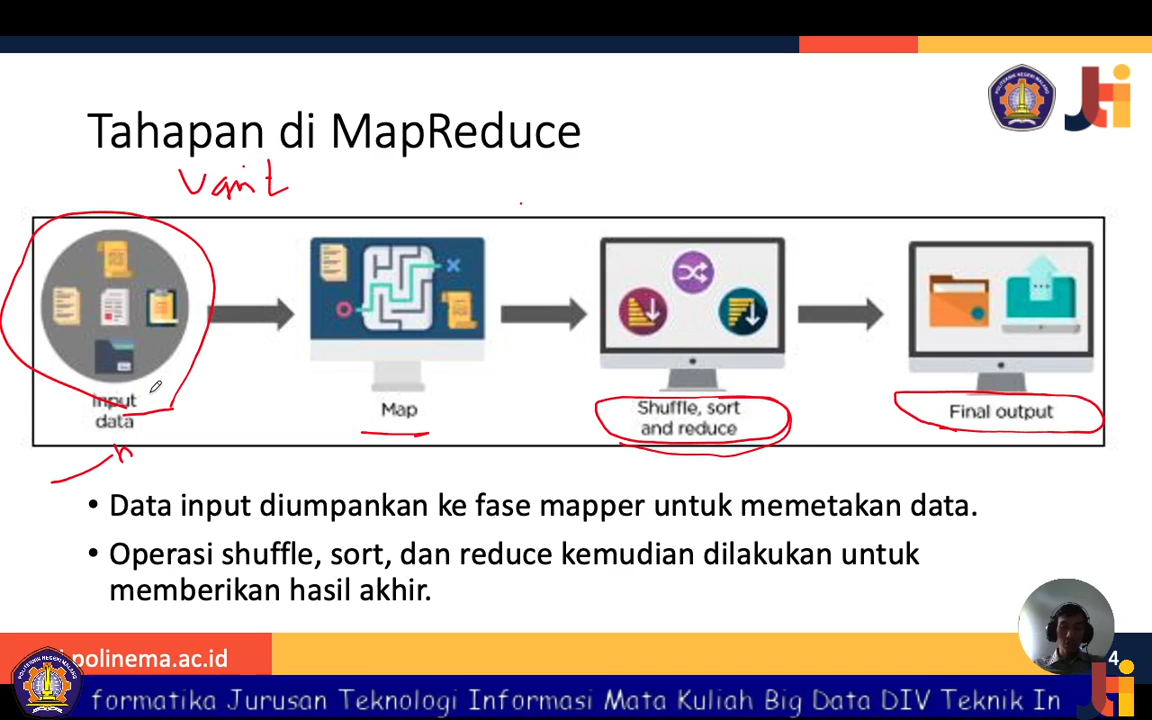 Tahapan di MapReduce
Input
data
Map
Shuffle, sort
and reduce
Final output
• Data input diumpankan ke fase mapper untuk memetakan data.
• Operasi shuffle, sort, dan reduce kemudian dilakukan untuk
memberikan hasil akhir.
polinema.ac.id
4
formatika Jurusan Teknologi Informasi Mata Kuliah Big Data DIV Teknik In